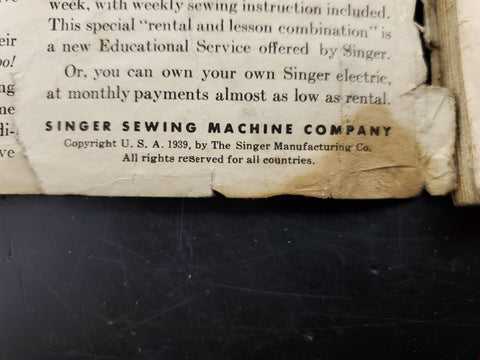 week, with weekly sewing instruction included.
This special "rental and lesson combination" is
a new Educational Service offered by Singer.
Or, you can own your own Singer electric,
at monthly payments almost as low as rental.
SINGER SEWING MACHINE COMPANY
Copyright U. S. A. 1939, by The Singer Manufacturing Co.
All rights reserved for all countries.